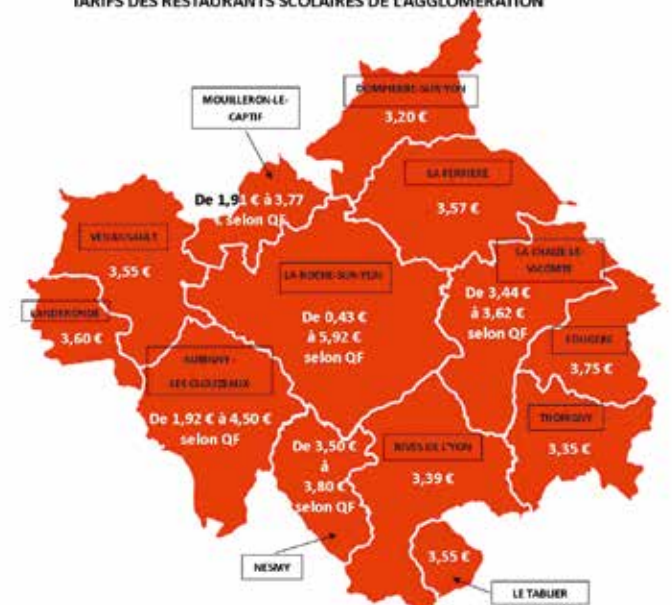 TARIFS DES RESTAURANTS SCOLAIRES DE L'AGGLOMÉRATION
DOMPIERRE-SUR-YON
3,20 €
MOUILLERON-LE-
CAPTIF
De 1,91 € à 3,77
€ selon QF
LA FERRIERE
3,57 €
VENANSAULT
3,55 €
LA CHAIZE-LE-
VICOMTE
De 3,44 €
à 3,62 €
selon QF
LA ROCHE-SUR-YON
De 0,43 €
à 5,92 €
selon QF
LANDERONDE
3,60 €
FOUGERE
3,75 €
AUBIGNY -
LES CLOUZEAUX
De 1,92 € à 4,50 €
selon QF
THORIGNY
3,35 €
De 3,50 €
à
3,80 €
selon QF
RIVES DE L'YON
3,39 €
NESMY
3,55 €
LE TABLIER